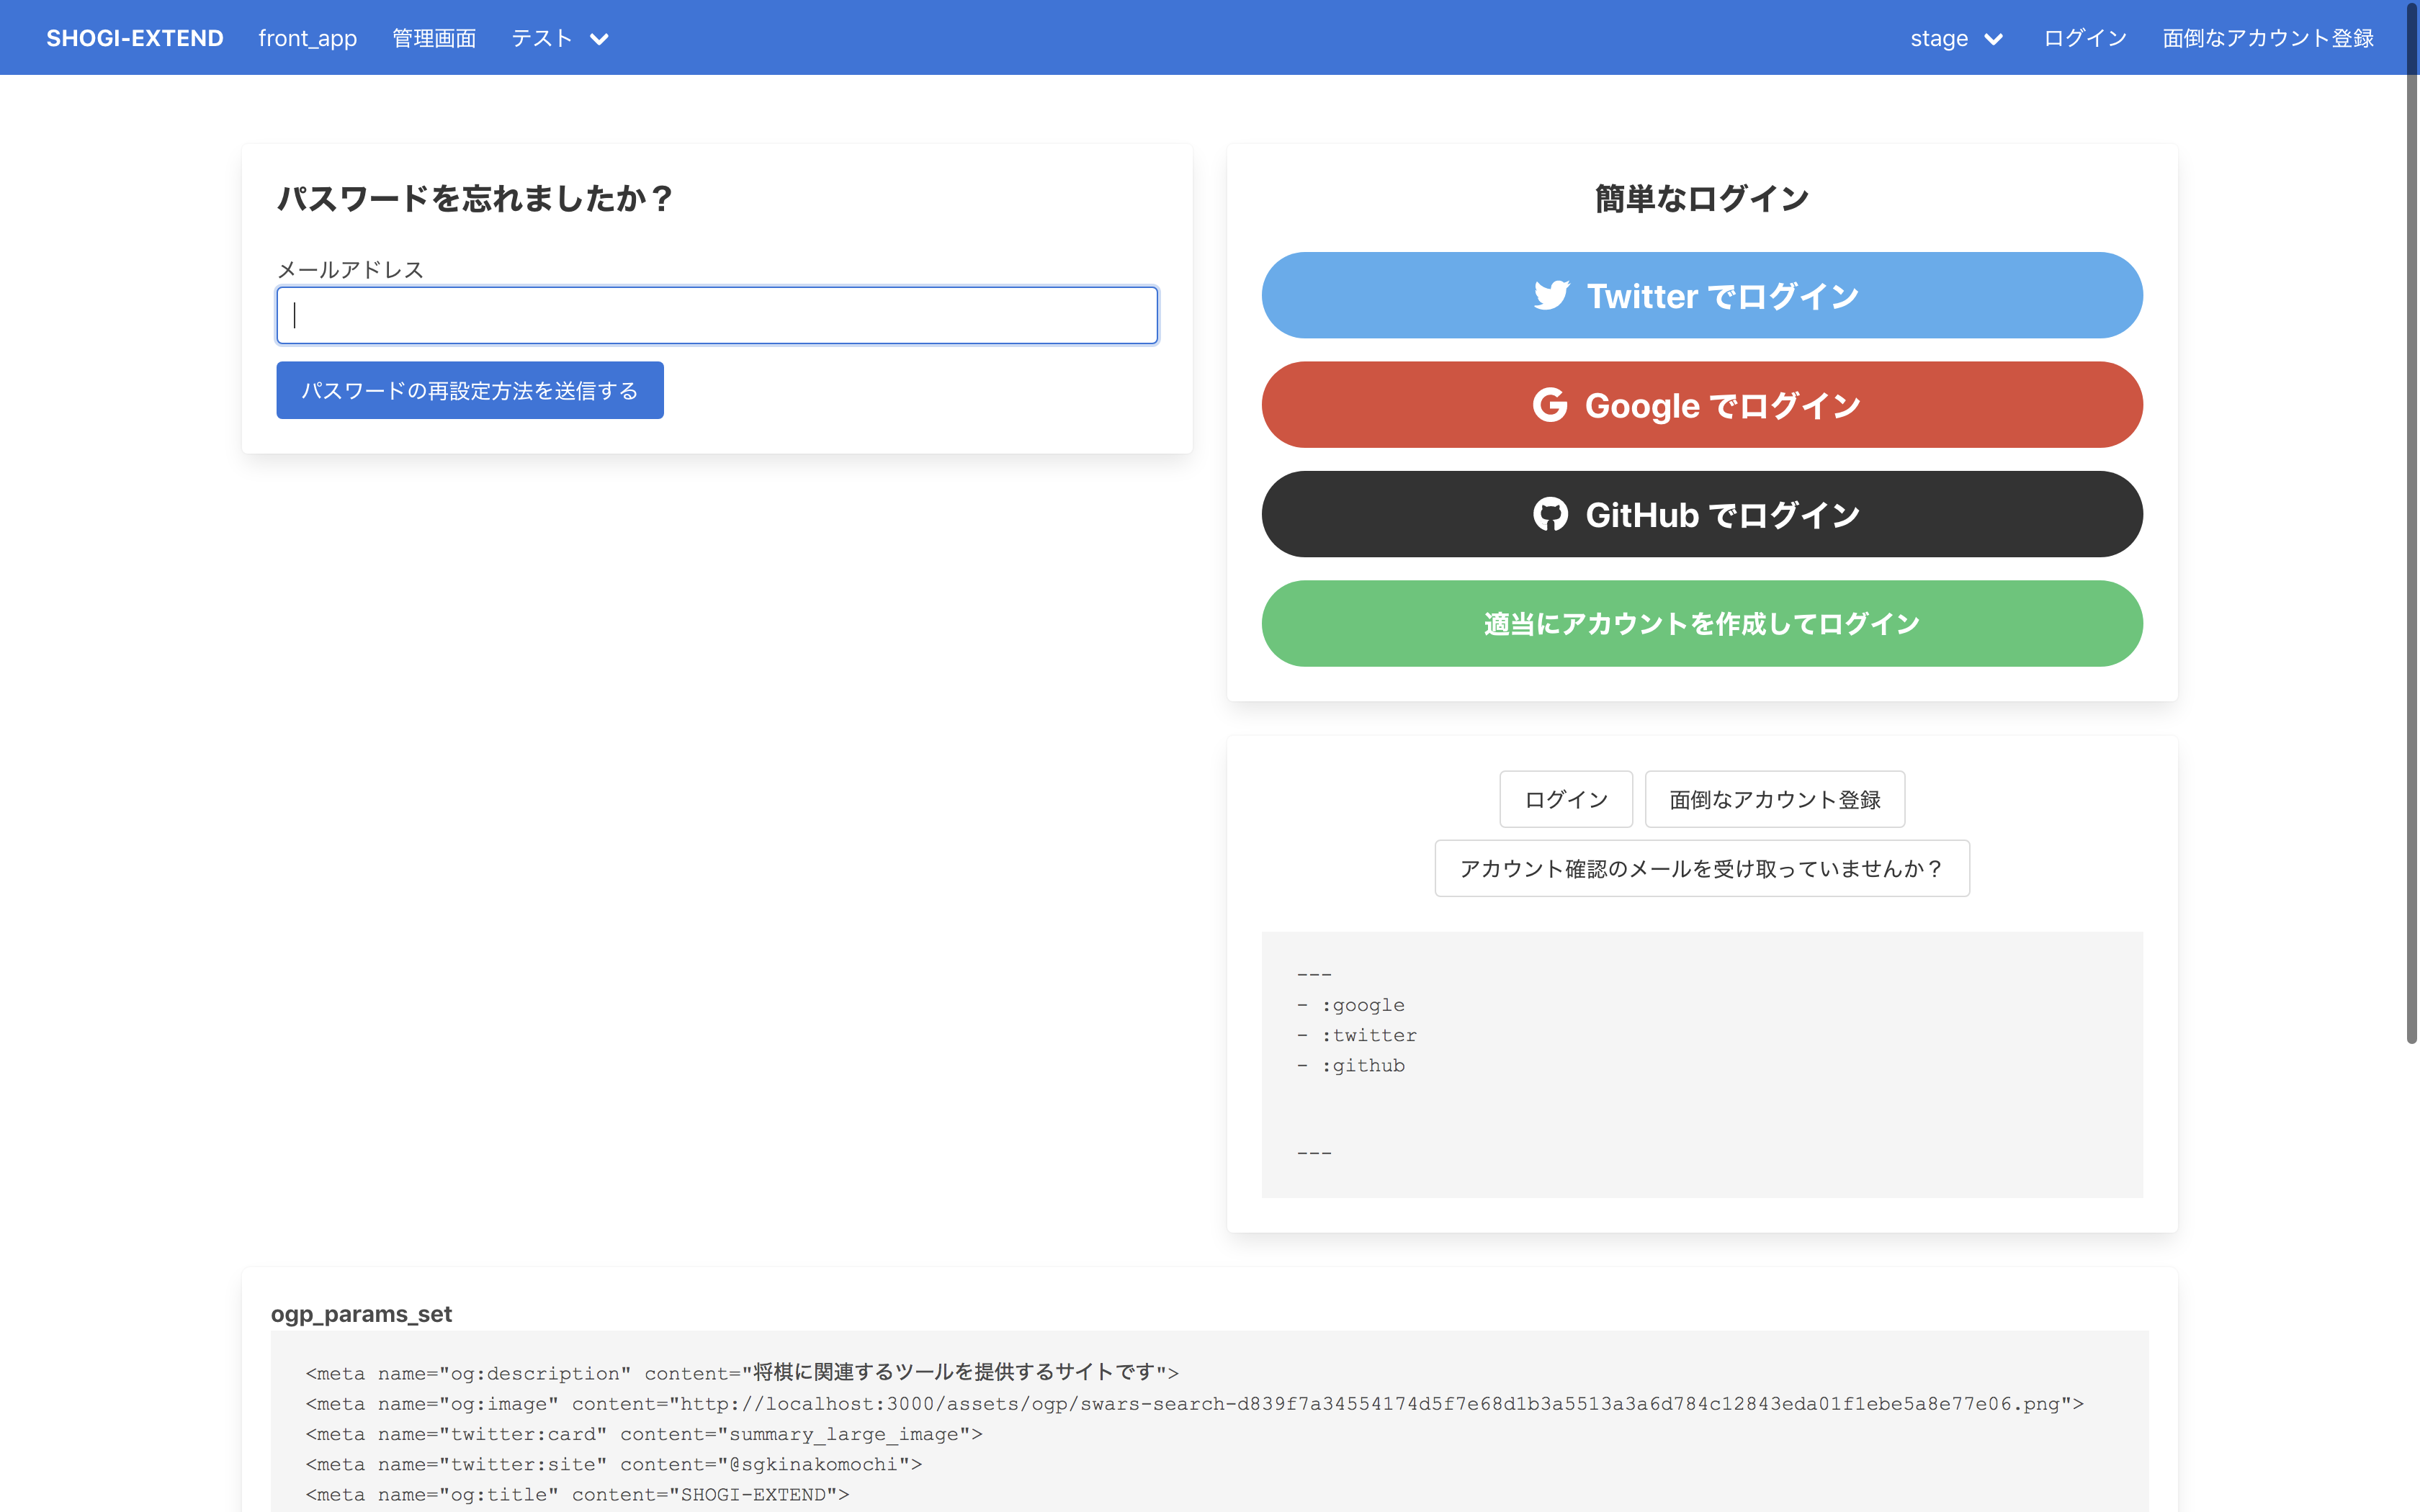 SHOGI-EXTEND front_app 管理画面 テスト stage ログイン 面倒なアカウント登録
パスワードを忘れましたか？
メールアドレス
パスワードの再設定方法を送信する
簡単なログイン
Twitter でログイン
Google でログイン
GitHub でログイン
適当にアカウントを作成してログイン
ログイン 面倒なアカウント登録
アカウント確認のメールを受け取っていませんか？
---
- :google
- :twitter
- :github
---
ogp_params_set
<meta name="og:description" content="将棋に関連するツールを提供するサイトです">
<meta name="og:image" content="http://localhost:3000/assets/ogp/swars-search-d839f7a34554174d5f7e68d1b3a5513a3a6d784c12843eda01f1ebe5a8e77e06.png">
<meta name="twitter:card" content="summary_large_image">
<meta name="twitter:site" content="@sgkinakomochi">
<meta name="og:title" content="SHOGI-EXTEND">